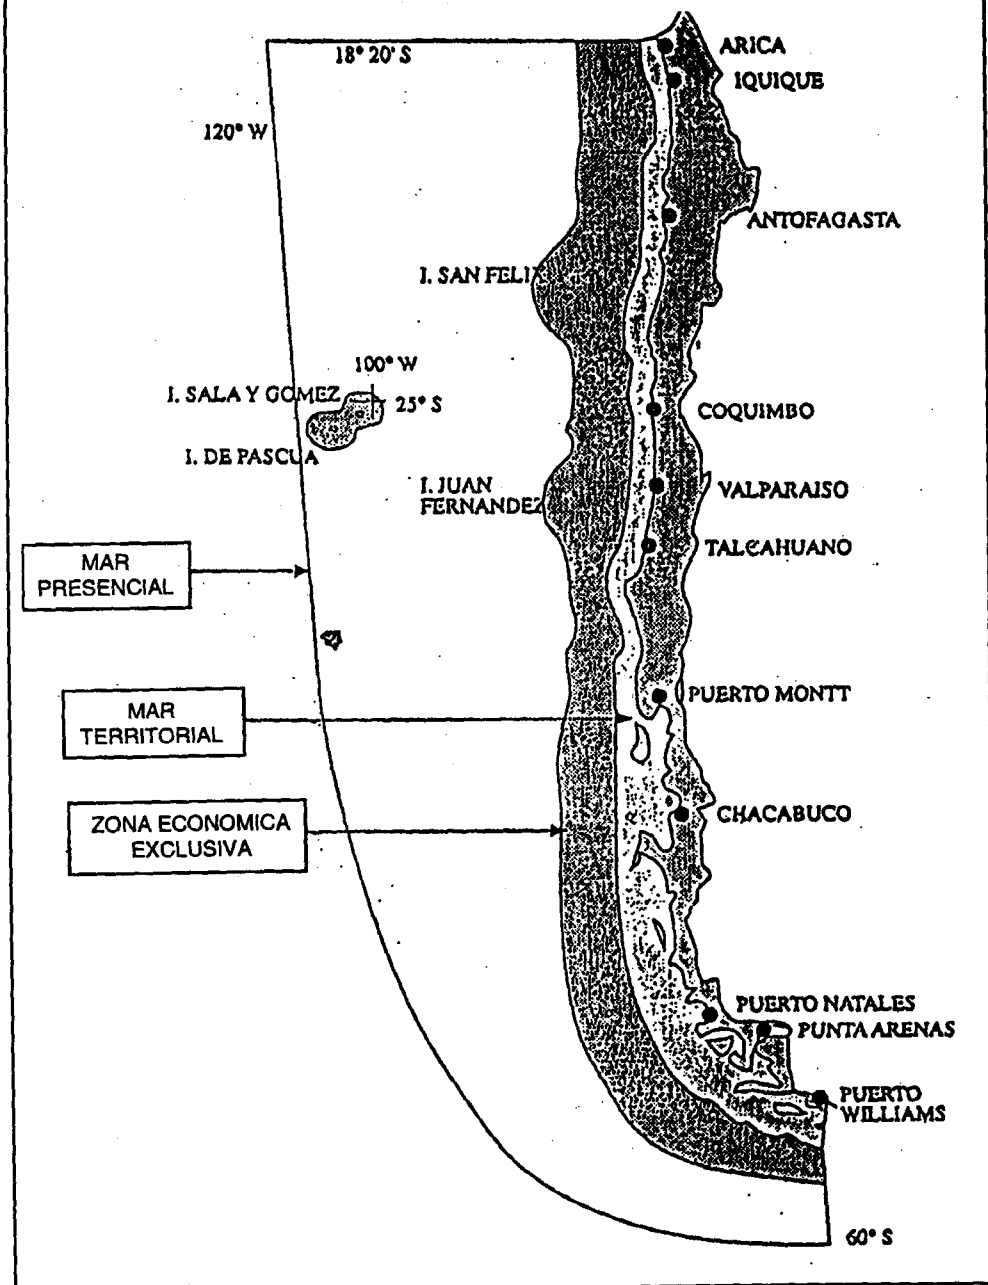 ARICA
18° 20' S
IQUIQUE
120° W
ANTOFAGASTA
I. SAN FELIX
100° W
I. SALA Y GOMEZ
25° S
COQUIMBO
I. DE PASCUA
I. JUAN
FERNANDEZ
VALPARAISO
TALCAHUANO
MAR
PRESENCIAL
PUERTO MONTT
MAR
TERRITORIAL
CHACABUCO
ZONA ECONOMICA
EXCLUSIVA
PUERTO NATALES
PUNTA ARENAS
PUERTO
WILLIAMS
60° S